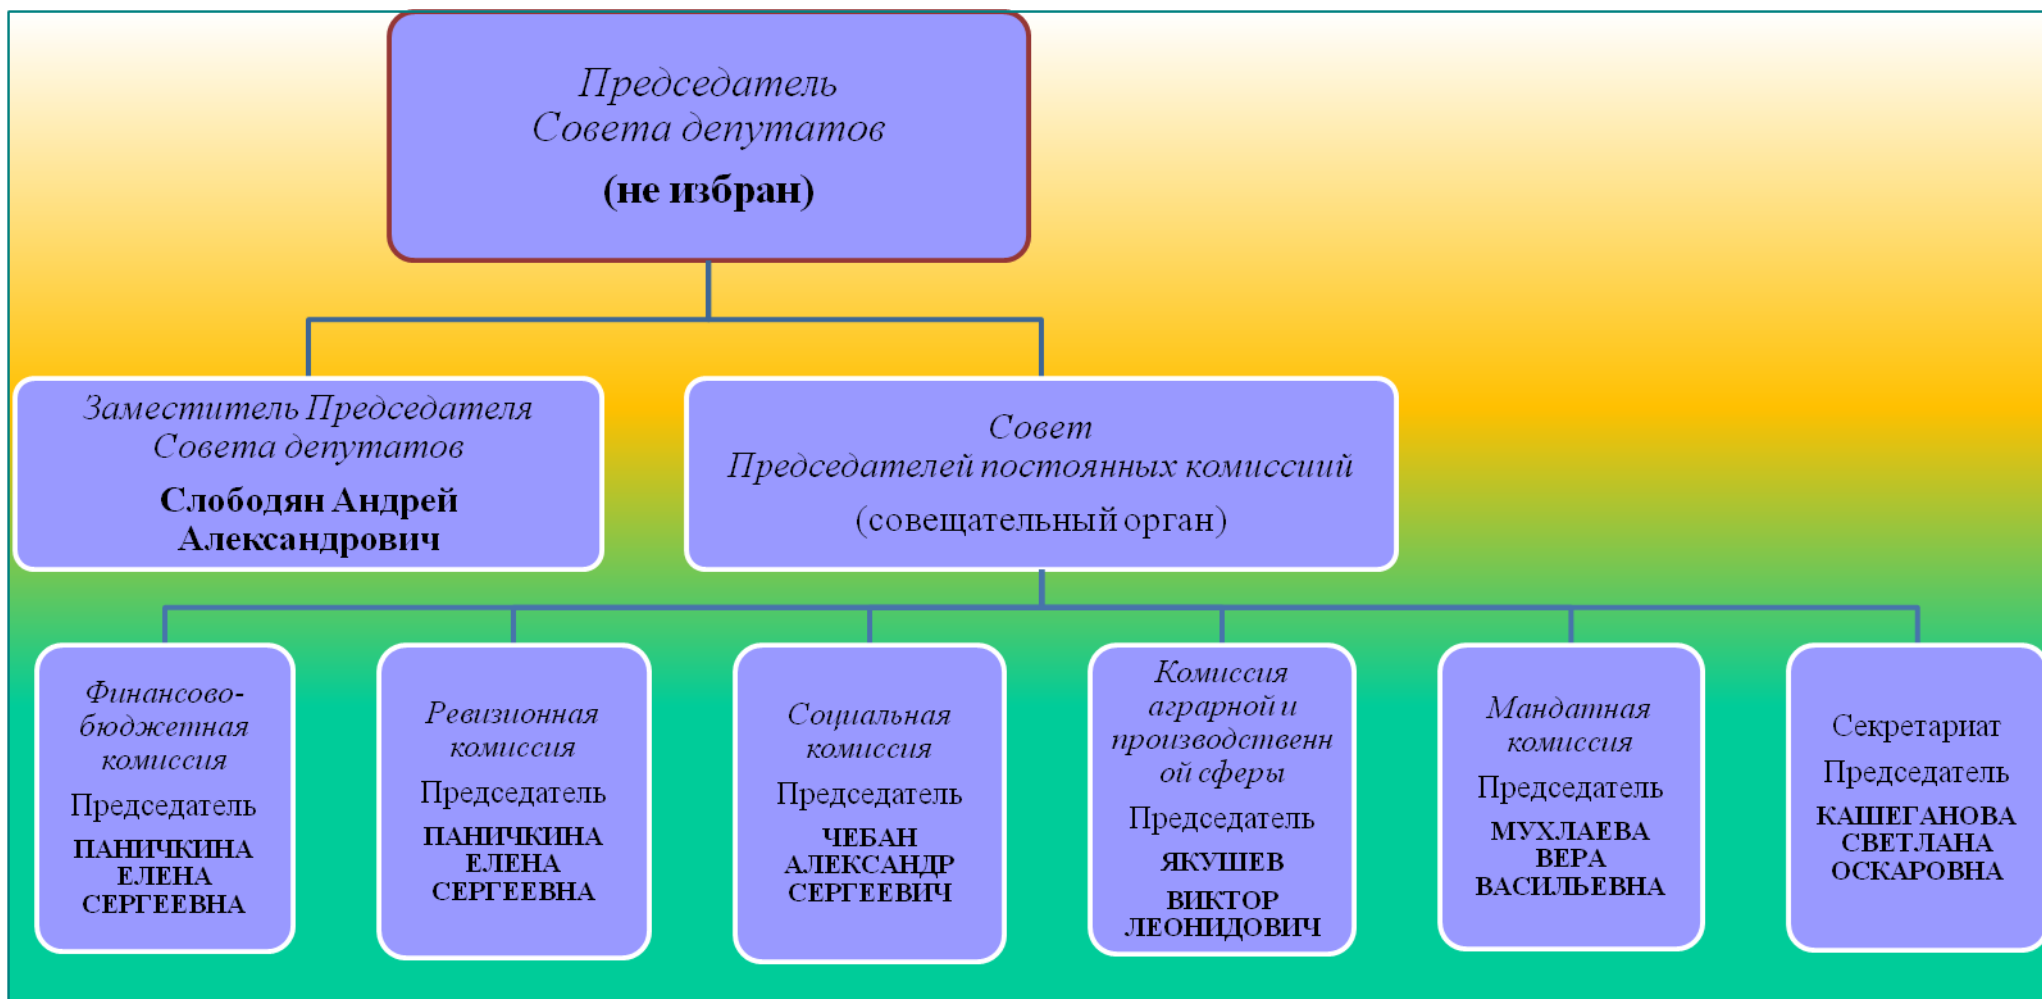 Председатель
Совета депутатов
(не избран)
Заместитель Председателя
Совета депутатов
Слободян Андрей
Александрович
Совет
Председателей постоянных комиссиий
(совещательный орган)
Финансово-
бюджетная
комиссия
Председатель
ПАНИЧКИНА
ЕЛЕНА
СЕРГЕЕВНА
Ревизионная
комиссия
Председатель
ПАНИЧКИНА
ЕЛЕНА
СЕРГЕЕВНА
Социальная
комиссия
Председатель
ЧЕБАН
АЛЕКСАНДР
СЕРГЕЕВИЧ
Комиссия
аграрной и
производственн
ой сферы
Председатель
ЯКУШЕВ
ВИКТОР
ЛЕОНИДОВИЧ
Мандатная
комиссия
Председатель
МУХЛАЕВА
ВЕРА
ВАСИЛЬЕВНА
Секретариат
Председатель
КАШЕГАНОВА
СВЕТЛАНА
ОСКАРОВНА